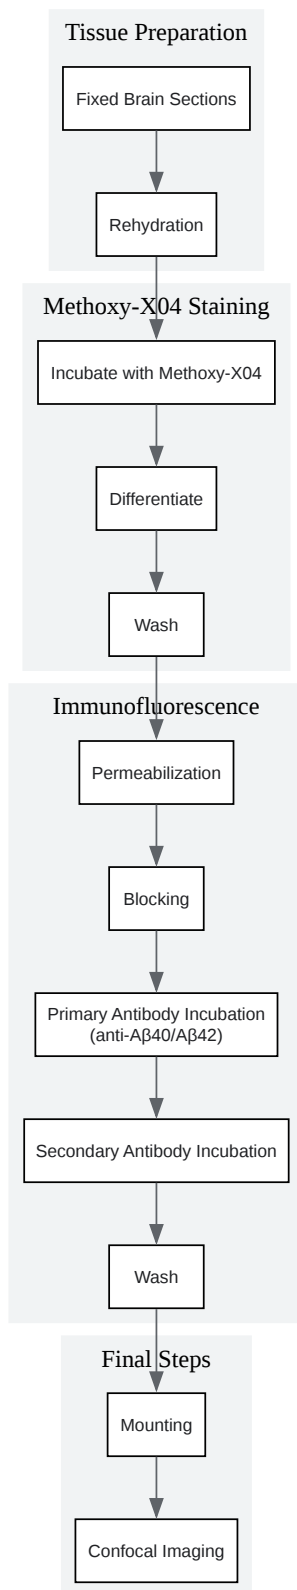 Tissue Preparation
Fixed Brain Sections
Rehydration
Methoxy-X04 Staining
Incubate with Methoxy-X04
Differentiate
Wash
Immunofluorescence
Permeabilization
Blocking
Primary Antibody Incubation
(anti-Aβ40/Aβ42)
Secondary Antibody Incubation
Wash
Final Steps
Mounting
Confocal Imaging